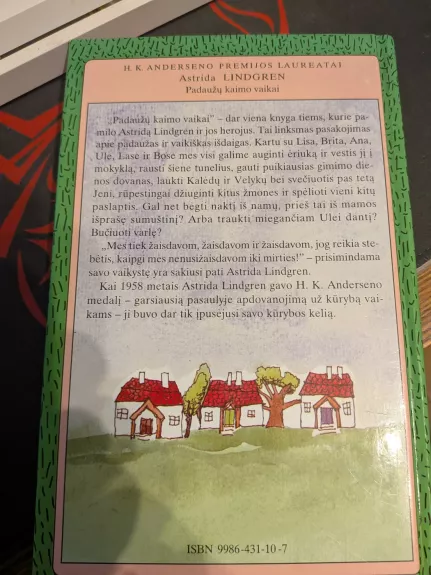 H. K. ANDERSENO PREMIJOS LAUREATAI
Astrida LINDGREN
Padaužų kaimo vaikai
„Padaužų kaimo vaikai" – dar viena knyga tiems, kurie pa-
milo Astridą Lindgren ir jos herojus. Tai linksmas pasakojimas
apie padaužas ir vaikiškas išdaigas. Kartu su Lisa, Brita, Ana,
Ule, Lase ir Bose mes visi galime auginti ėriuką ir vestis jį į
mokyklą, rausti šiene tunelius, gauti puikiausias gimimo die-
nos dovanas, laukti Kalėdų ir Velykų bei svečiuotis pas tetą
Jeni, rūpestingai džiuginti kitus žmones ir spėlioti vieni kitų
paslaptis. Gal net begti naktį iš namų, prieš tai iš mamos
išprašę sumuštinį? Arba traukti miegančiam Ulei dantį?
Bučiuoti varlę?
„Mes tiek žaisdavom, žaisdavom ir žaisdavom, jog reikia ste-
bėtis, kaipgi mes nenusižaisdavom iki mirties!" – prisimindama
savo vaikystę yra sakiusi pati Astrida Lindgren.
Kai 1958 metais Astrida Lindgren gavo H. K. Anderseno
medalį – garsiausią pasaulyje apdovanojimą už kūrybą vai-
kams – ji buvo dar tik įpusėjusi savo kūrybos kelią.
ISBN 9986-431-10-7